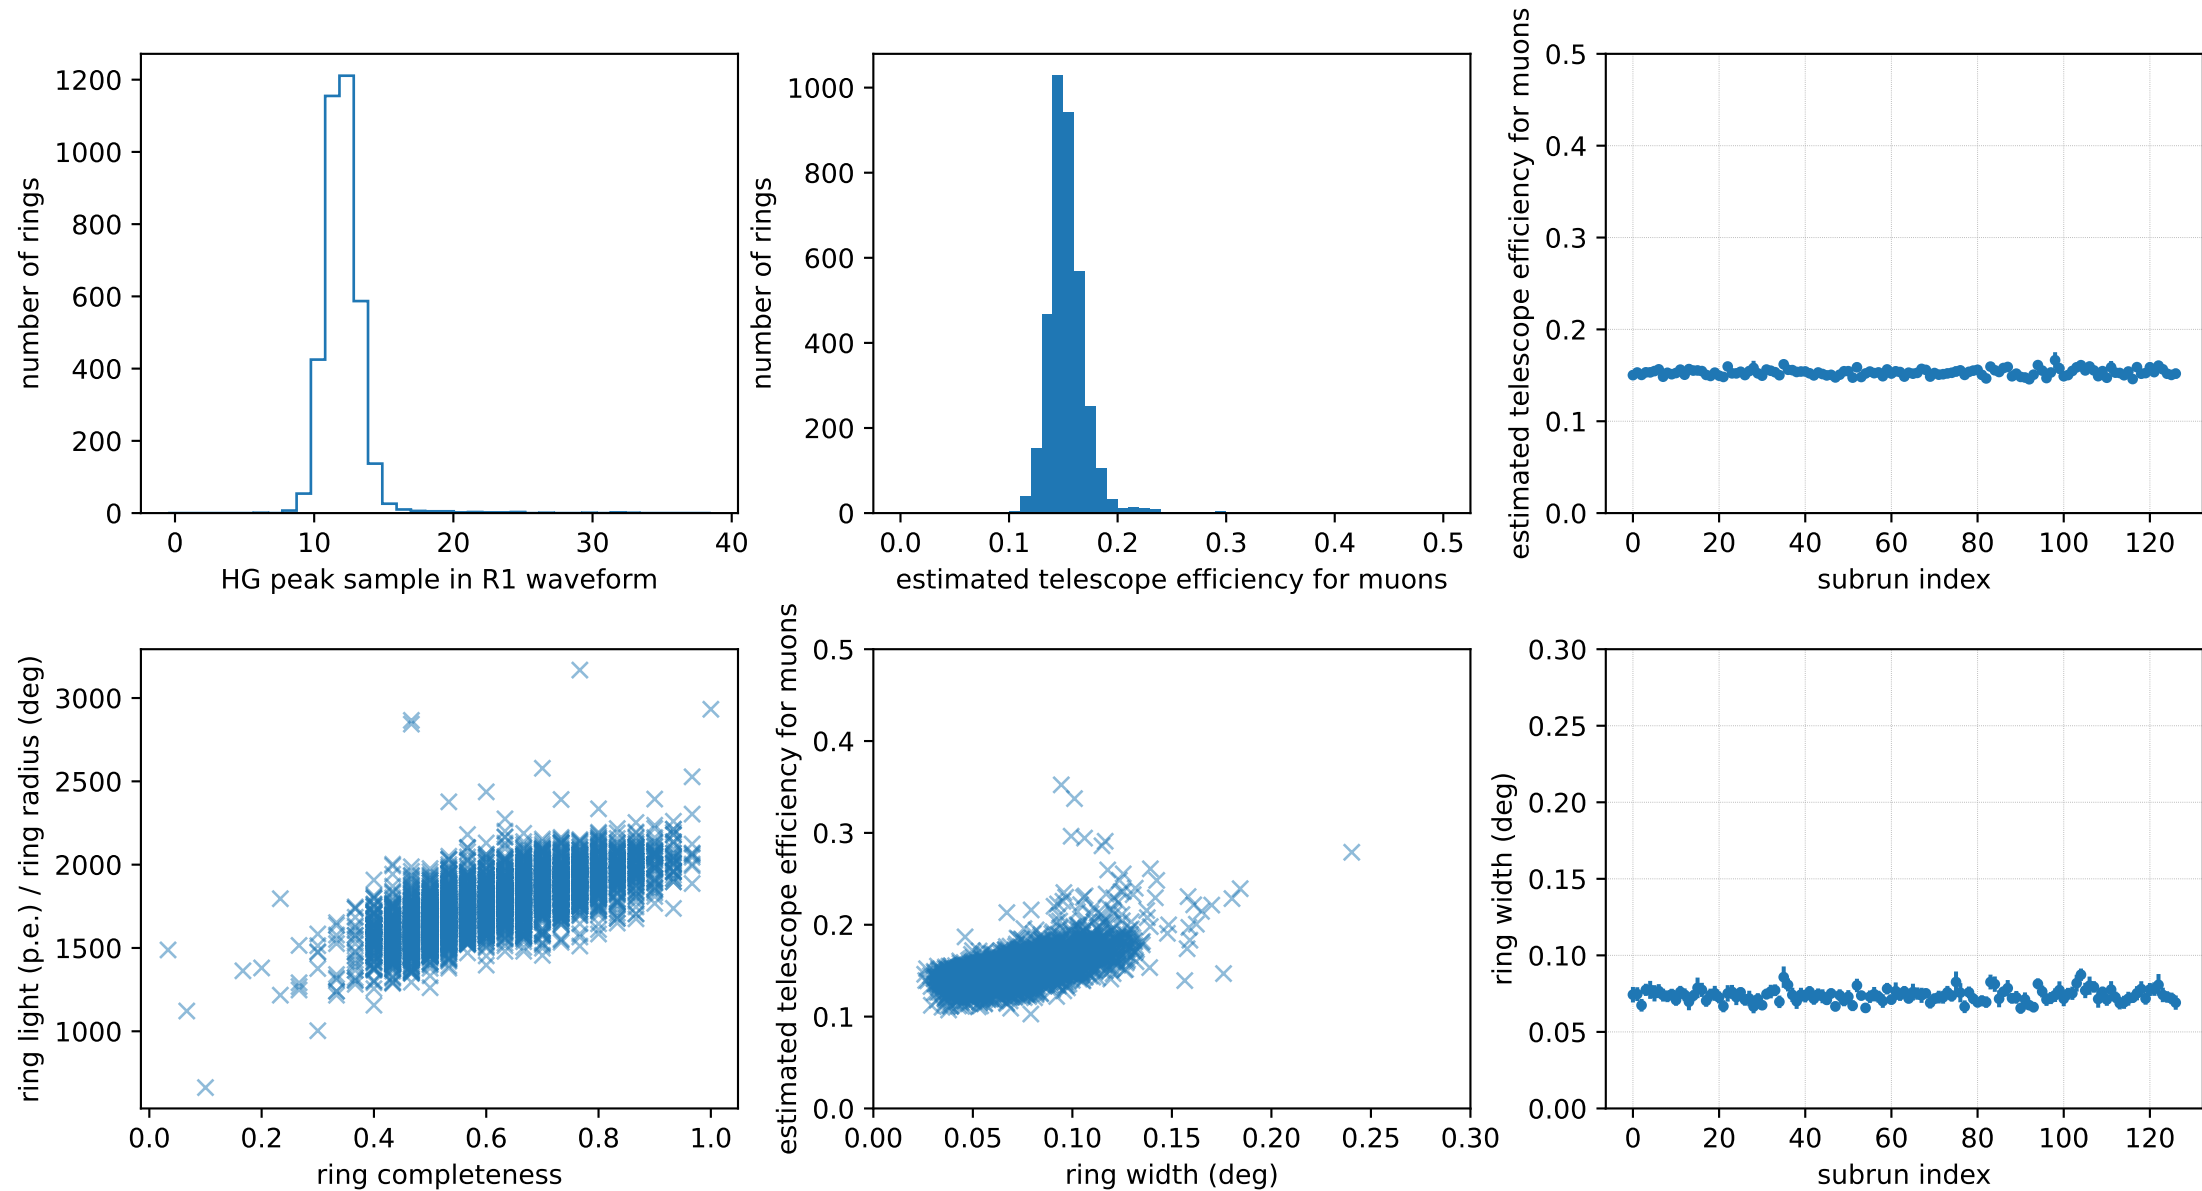 number of rings
1200
1000
800
600
400
200
0
0 10 20 30 40
HG peak sample in R1 waveform
number of rings
1000
800
600
400
200
0
0.0 0.1 0.2 0.3 0.4 0.5
estimated telescope efficiency for muons
estimated telescope efficiency for muons
0.5
0.4
0.3
0.2
0.1
0.0
0 20 40 60 80 100 120
subrun index
ring light (p.e.) / ring radius (deg)
3000
2500
2000
1500
1000
0.0 0.2 0.4 0.6 0.8 1.0
ring completeness
estimated telescope efficiency for muons
0.5
0.4
0.3
0.2
0.1
0.0
0.00 0.05 0.10 0.15 0.20 0.25 0.30
ring width (deg)
ring width (deg)
0.30
0.25
0.20
0.15
0.10
0.05
0.00
0 20 40 60 80 100 120
subrun index